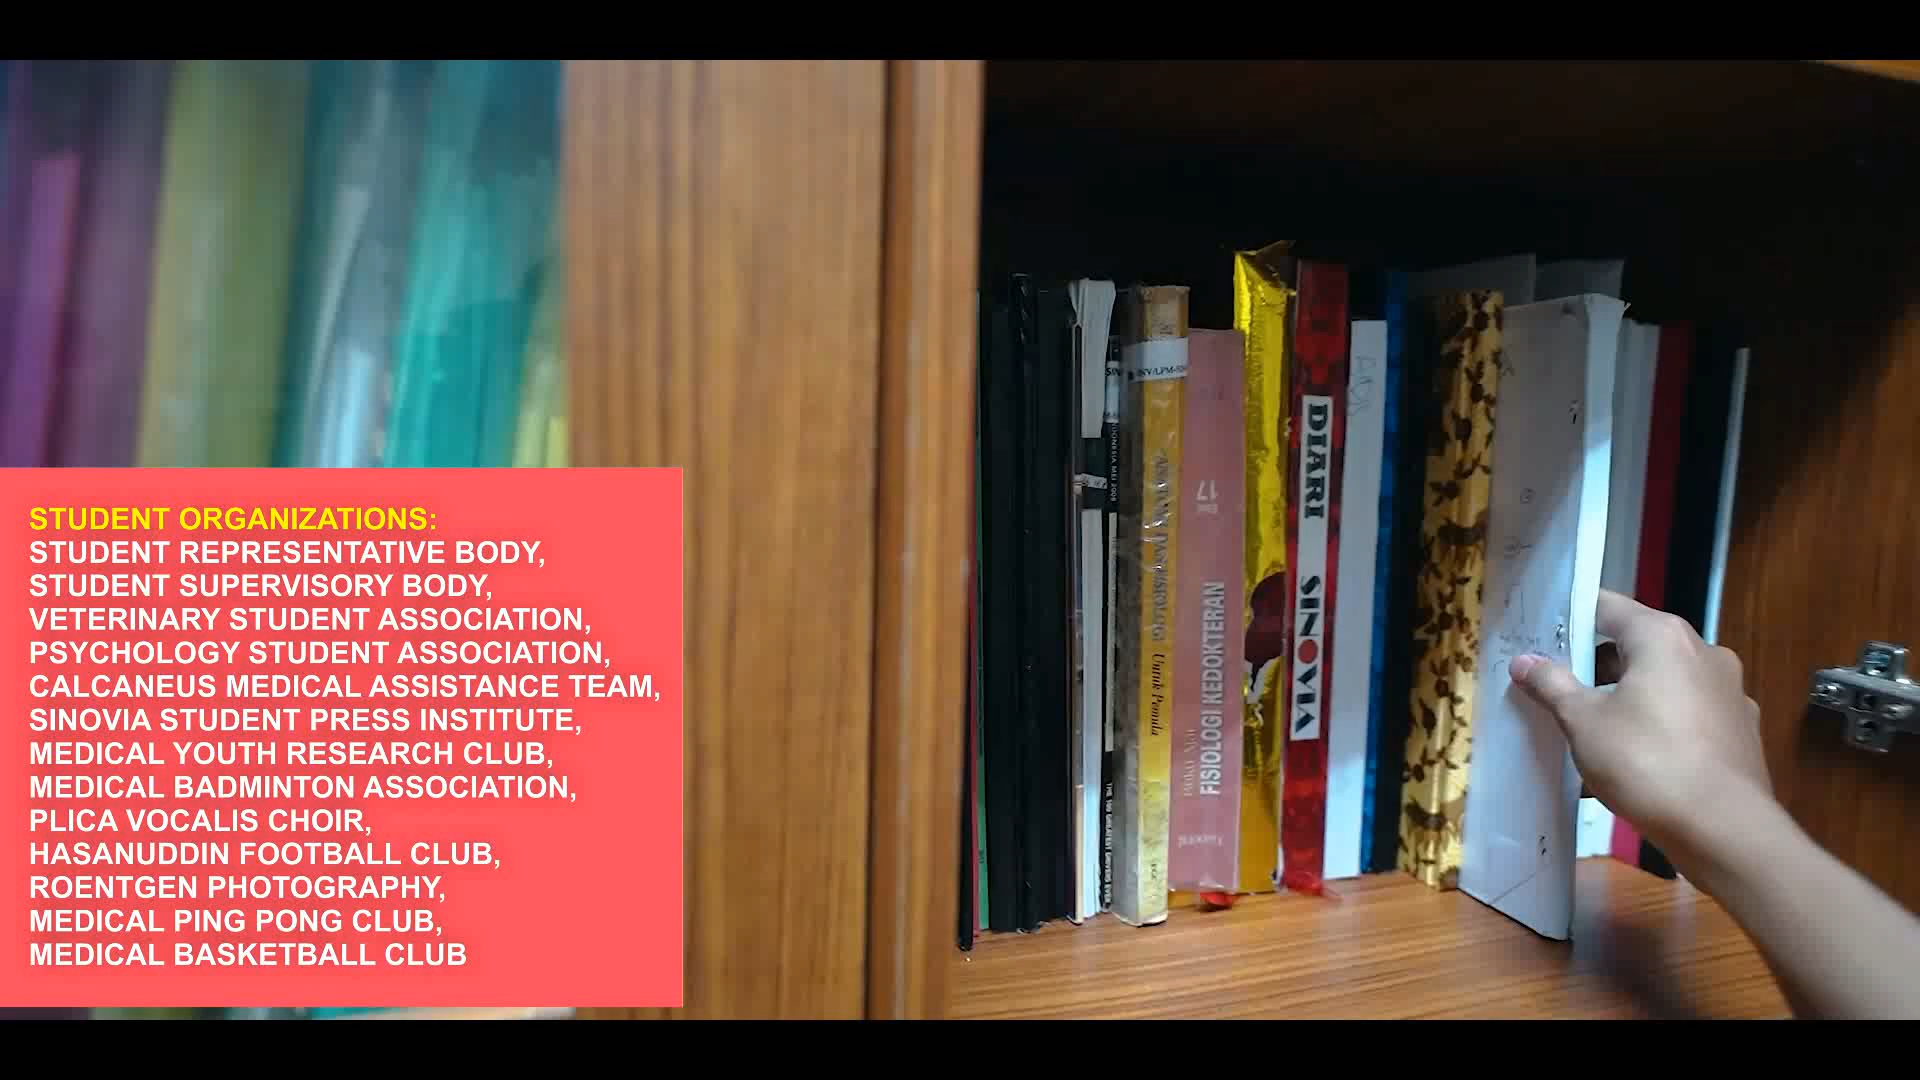 STUDENT ORGANIZATIONS:
STUDENT REPRESENTATIVE BODY,
STUDENT SUPERVISORY BODY,
VETERINARY STUDENT ASSOCIATION,
PSYCHOLOGY STUDENT ASSOCIATION,
CALCANEUS MEDICAL ASSISTANCE TEAM,
SINOVIA STUDENT PRESS INSTITUTE,
MEDICAL YOUTH RESEARCH CLUB,
MEDICAL BADMINTON ASSOCIATION,
PLICA VOCALIS CHOIR,
HASANUDDIN FOOTBALL CLUB,
ROENTGEN PHOTOGRAPHY,
MEDICAL PING PONG CLUB,
MEDICAL BASKETBALL CLUB
Untuk Pemula
17
FISIOLOGI KEDOKTERAN
DIARI SINOVIA